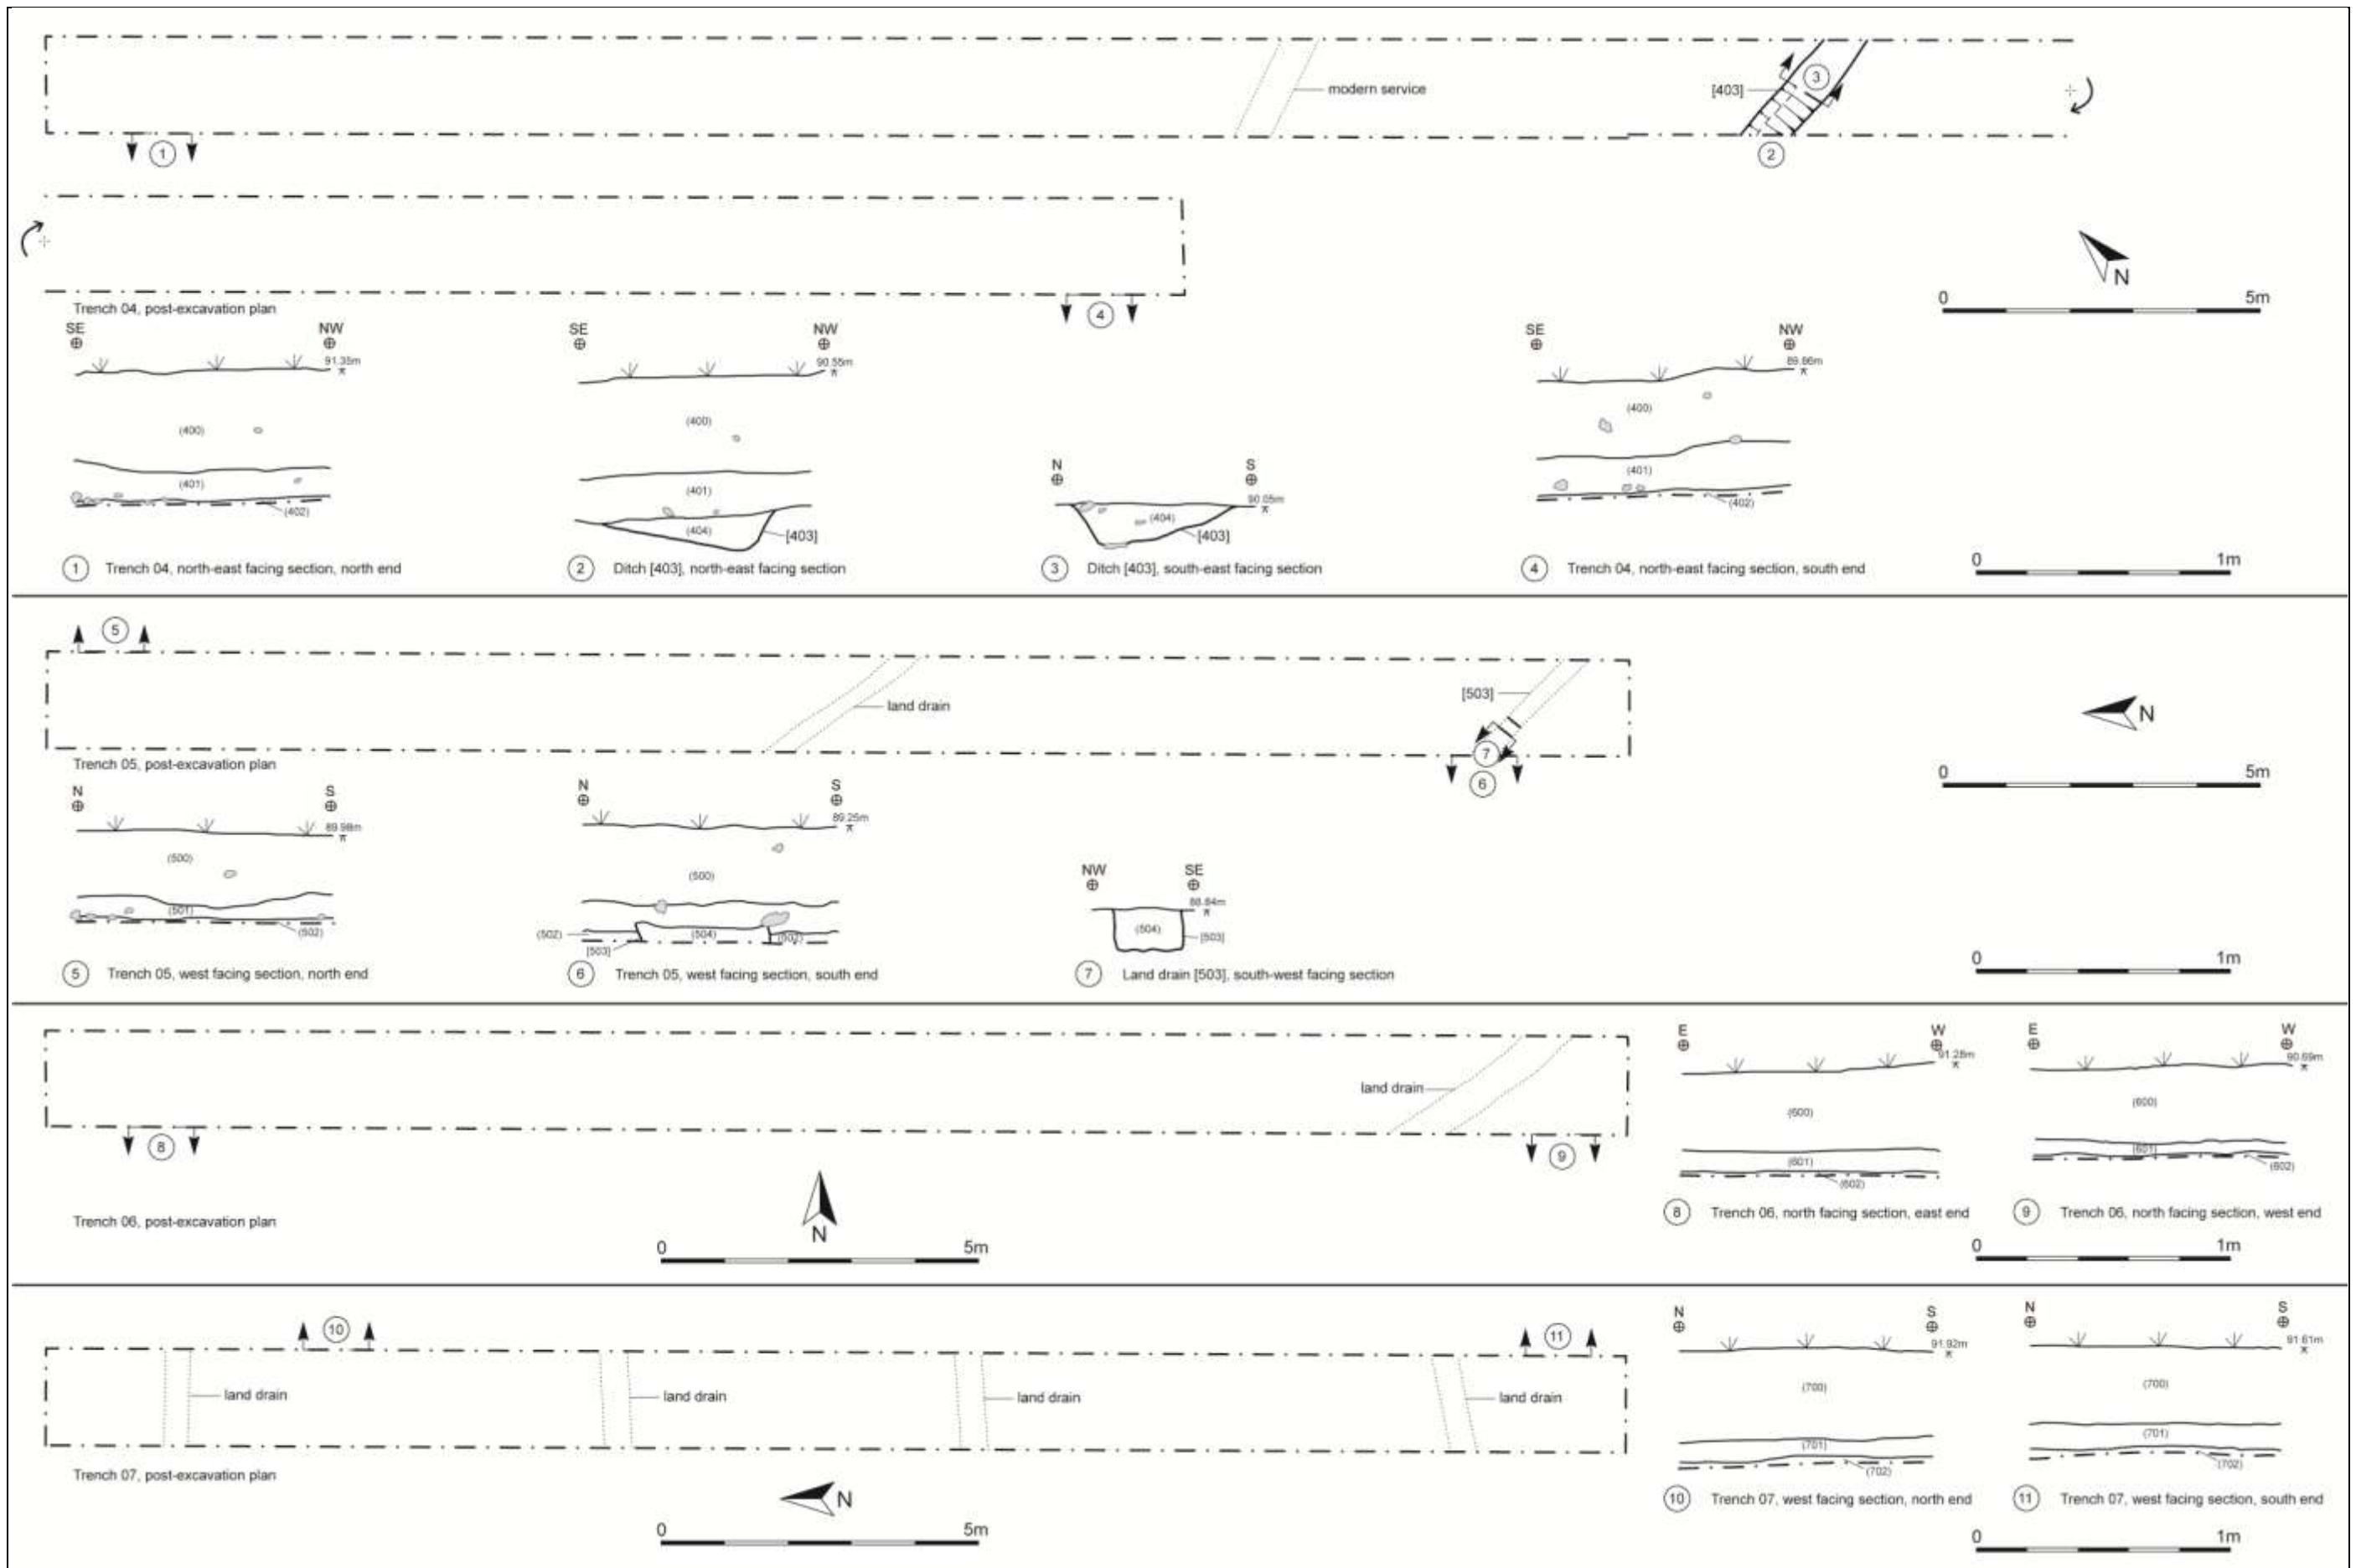 modern service
[403]
3
1
2
4
Trench 04, post-excavation plan
N
0 5m
SE NW
91.35m
(400)
(401)
(402)
1 Trench 04, north-east facing section, north end
SE NW
90.55m
(400)
(401)
(404)
[403]
2 Ditch [403], north-east facing section
N S
90.05m
(404)
[403]
3 Ditch [403], south-east facing section
SE NW
89.86m
(400)
(401)
(402)
4 Trench 04, north-east facing section, south end
0 1m
5
land drain
[503]
7
6
Trench 05, post-excavation plan
N
0 5m
N S
89.98m
(500)
(501)
(502)
5 Trench 05, west facing section, north end
N S
89.25m
(500)
(502)
(504)
(502)
[503]
6 Trench 05, west facing section, south end
NW SE
88.84m
(504)
[503]
7 Land drain [503], south-west facing section
0 1m
land drain
8
9
Trench 06, post-excavation plan
N
0 5m
E W
91.28m
(600)
(601)
(602)
8 Trench 06, north facing section, east end
E W
90.69m
(600)
(601)
(602)
9 Trench 06, north facing section, west end
0 1m
10
11
land drain
land drain
land drain
land drain
Trench 07, post-excavation plan
N
0 5m
N S
91.92m
(700)
(701)
(702)
10 Trench 07, west facing section, north end
N S
91.61m
(700)
(701)
(702)
11 Trench 07, west facing section, south end
0 1m